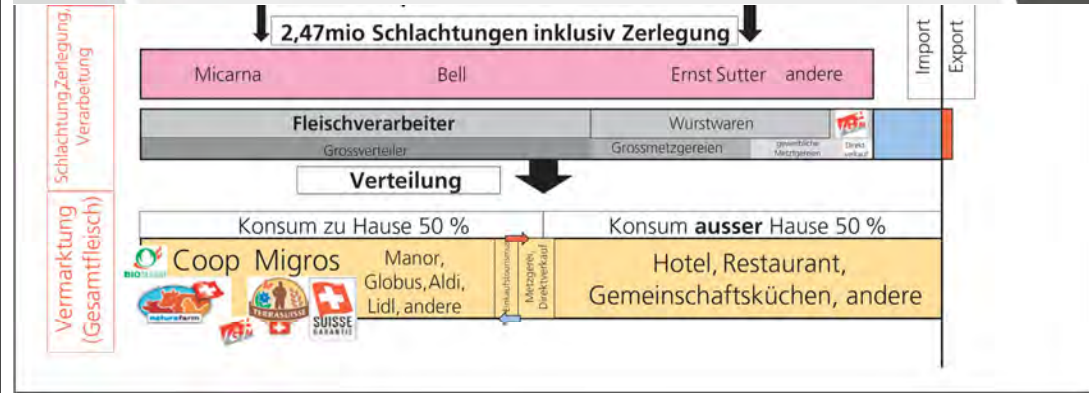 2,47mio Schlachtungen inklusiv Zerlegung
Schlachtung,Zerlegung,
Verarbeitung
Micarna
Bell
Ernst Sutter
andere
Import
Export
Fleischverarbeiter
Wurstwaren
Grossverteiler
Grossmetzgereien
gewerbliche
Metzgereien
Direkt
verkauf
Verteilung
Vermarktung
(Gesamtfleisch)
Konsum zu Hause 50 %
Konsum ausser Hause 50 %
Coop
Migros
Manor,
Globus,Aldi,
Lidl, andere
Einkaufstourismus
Metzgerei,
Direktverkauf
Hotel, Restaurant,
Gemeinschaftsküchen, andere
naturafarm
TERRASUISSE
SUISSE
GARANTIE